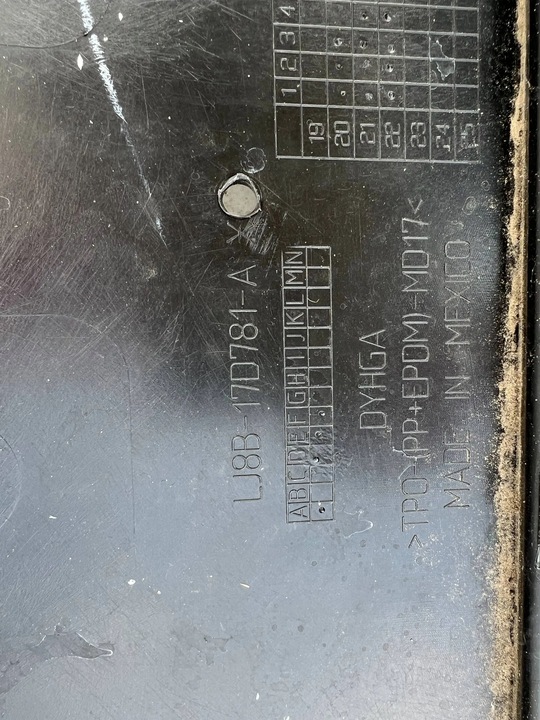 1 2 3 4
19
20
21
22
23
24
25
LJ8B-17D781-A
A B C D E F G H I J K L M N
DYHGA
>TPO-(PP+EPDM)-MD17<
MADE IN MEXICO